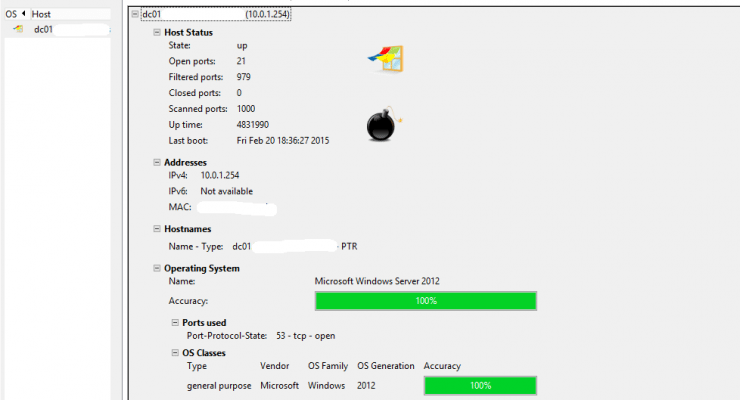 OS Host
dc01
dc01 (10.0.1.254)
Host Status
State: up
Open ports: 21
Filtered ports: 979
Closed ports: 0
Scanned ports: 1000
Up time: 4831990
Last boot: Fri Feb 20 18:36:27 2015
Addresses
IPv4: 10.0.1.254
IPv6: Not available
MAC:
Hostnames
Name - Type: dc01 - PTR
Operating System
Name: Microsoft Windows Server 2012
Accuracy: 100%
Ports used
Port-Protocol-State: 53 - tcp - open
OS Classes
Type Vendor OS Family OS Generation Accuracy
general purpose Microsoft Windows 2012 100%